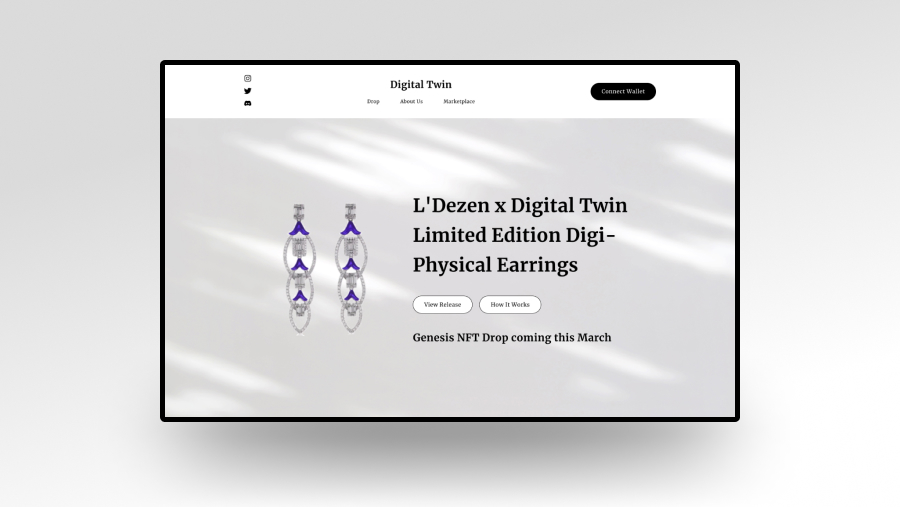 Digital Twin
Drop About Us Marketplace
Connect Wallet
L'Dezen x Digital Twin
Limited Edition Digi-
Physical Earrings
View Release How It Works
Genesis NFT Drop coming this March